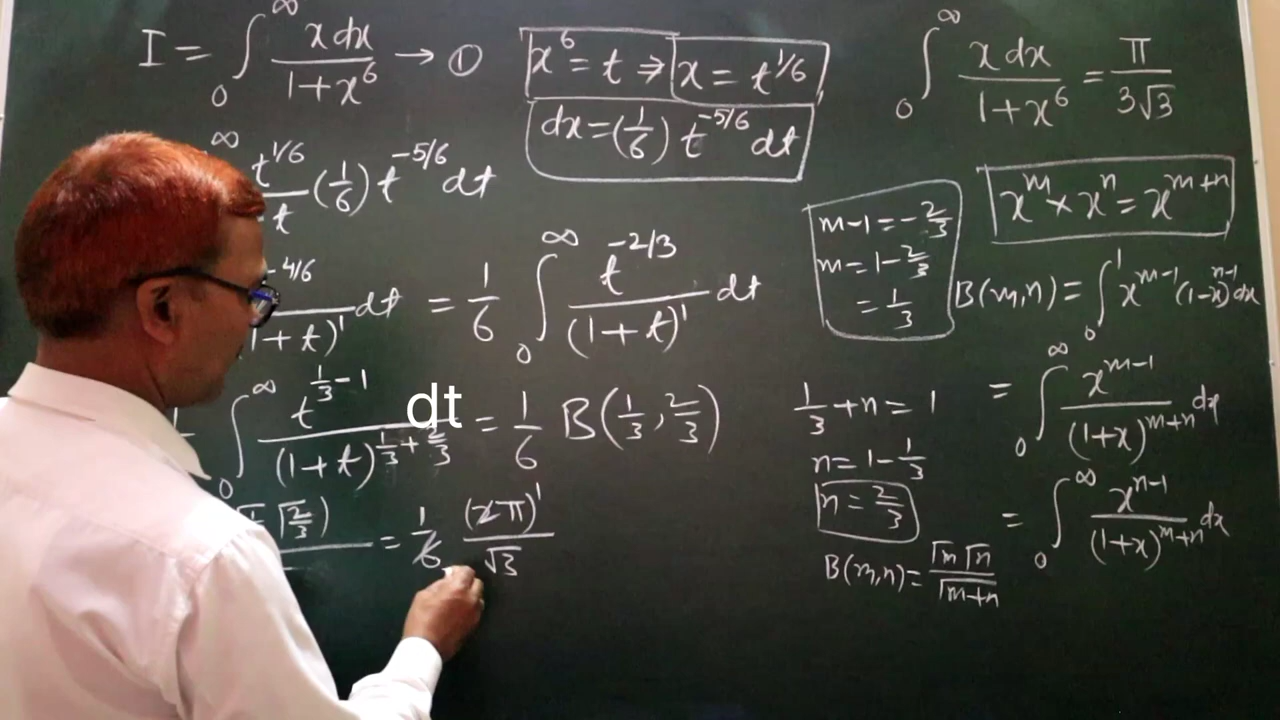 I = ∫₀^∞ x dx / (1+x⁶) → ①
x⁶ = t ⇒ x = t^(1/6)
dx = (1/6) t^(-5/6) dt
∞ t^(1/6) / t (1/6) t^(-5/6) dt
-4/6 / 1+t)¹ dt = 1/6 ∫₀^∞ t^(-2/3) / (1+t)¹ dt
∫₀^∞ t^(1/3 - 1) / (1+t)^(1/3 + 2/3) dt = 1/6 B(1/3, 2/3)
Γ(2/3) ) = 1/6 (2π)¹ / √3
∫₀^∞ x dx / (1+x⁶) = π / 3√3
x^m × x^n = x^(m+n)
m-1 = -2/3
m = 1 - 2/3
= 1/3
B(m,n) = ∫₀¹ x^(m-1) (1-x)^(n-1) dx
= ∫₀^∞ x^(m-1) / (1+x)^(m+n) dx
= ∫₀^∞ x^(n-1) / (1+x)^(m+n) dx
1/3 + n = 1
n = 1 - 1/3
n = 2/3
B(m,n) = Γm Γn / Γm+n